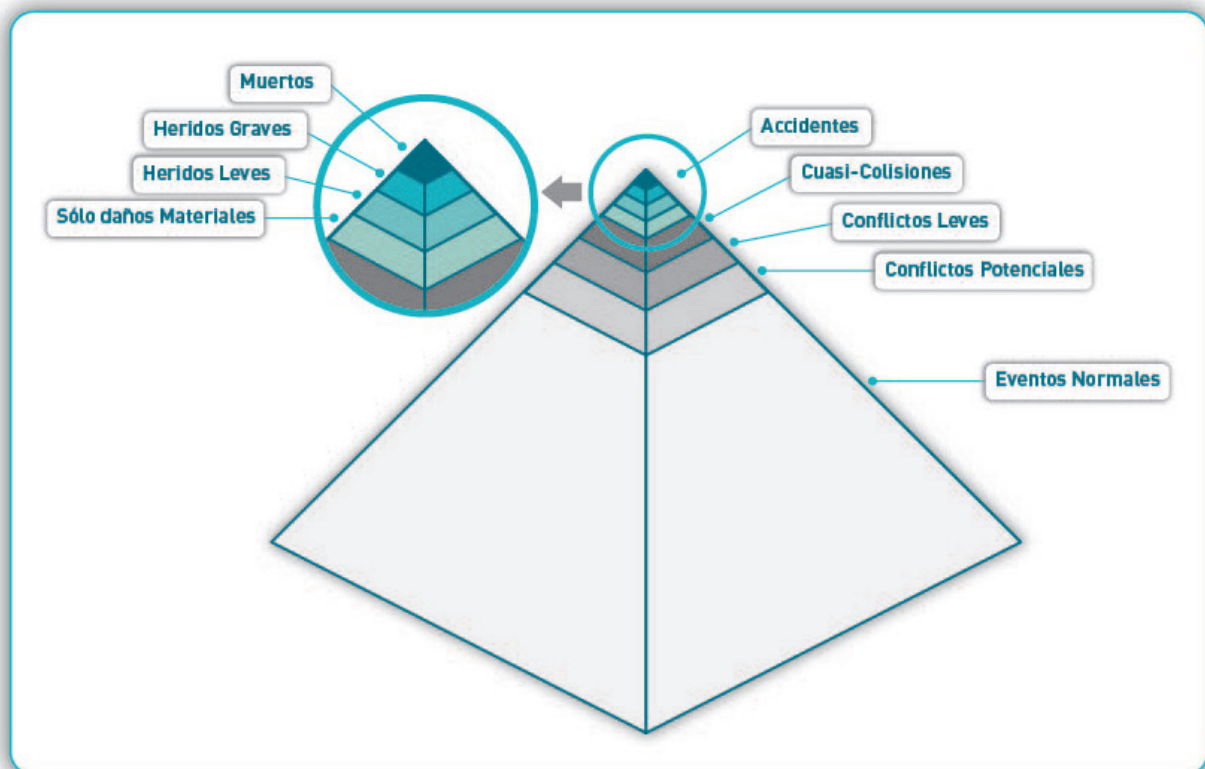 Muertos
Heridos Graves
Heridos Leves
Sólo daños Materiales
Accidentes
Cuasi-Colisiones
Conflictos Leves
Conflictos Potenciales
Eventos Normales